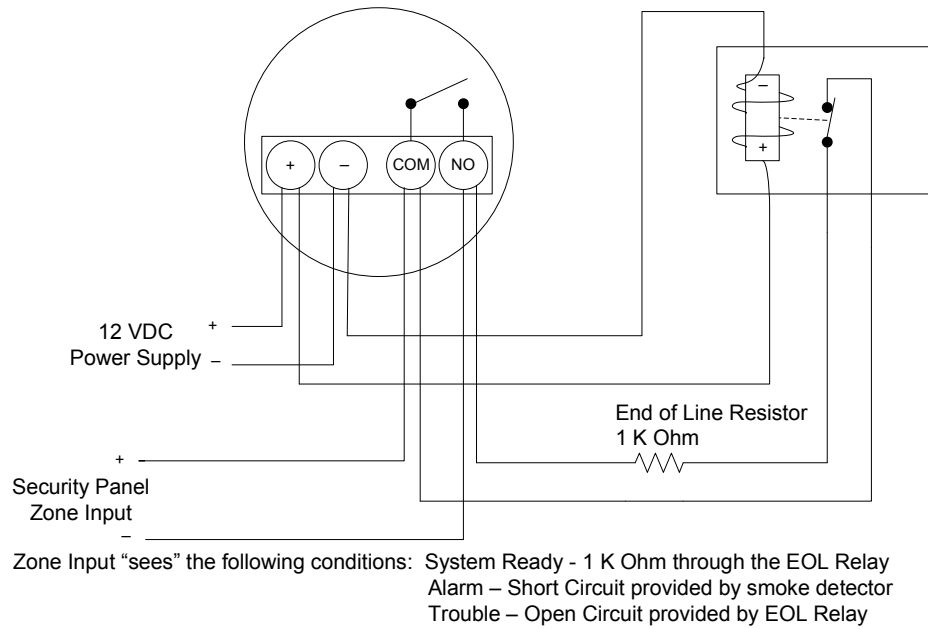 −
+
+ − COM NO
12 VDC +
Power Supply −
End of Line Resistor
1 K Ohm
+ −
Security Panel
Zone Input
−
Zone Input “sees” the following conditions: System Ready - 1 K Ohm through the EOL Relay
Alarm – Short Circuit provided by smoke detector
Trouble – Open Circuit provided by EOL Relay